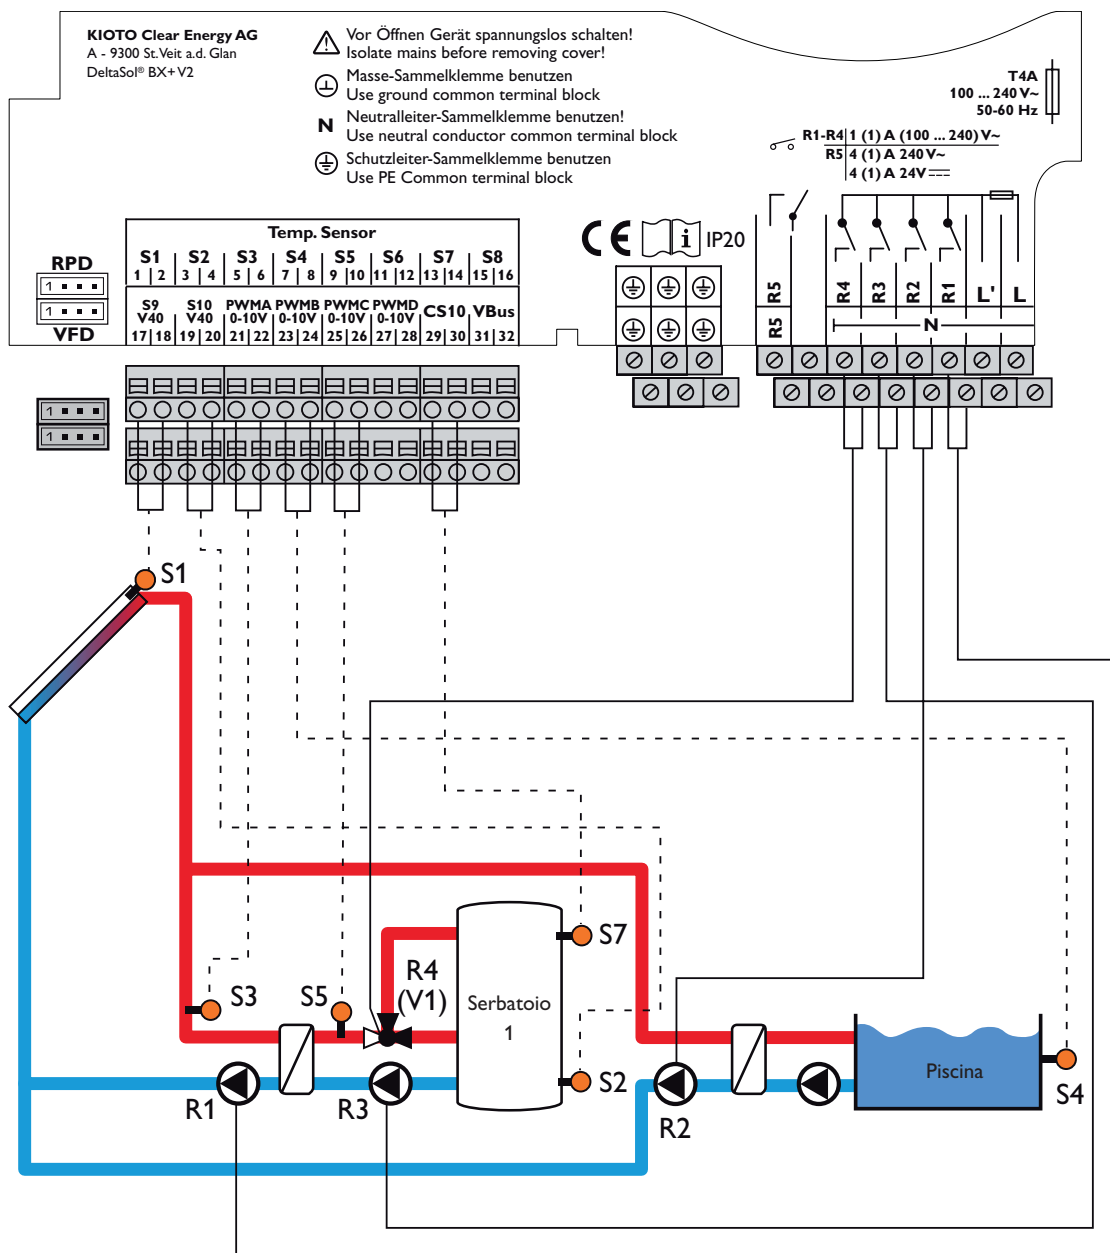 KIOTO Clear Energy AG
A - 9300 St. Veit a.d. Glan
DeltaSol® BX+ V2
Vor Öffnen Gerät spannungslos schalten!
Isolate mains before removing cover!
Masse-Sammelklemme benutzen
Use ground common terminal block
N Neutralleiter-Sammelklemme benutzen!
Use neutral conductor common terminal block
Schutzleiter-Sammelklemme benutzen
Use PE Common terminal block
T4A
100 ... 240 V~
50-60 Hz
R1-R4 1 (1) A (100 ... 240) V~
R5 4 (1) A 240 V~
4 (1) A 24V
CE i IP20
Temp. Sensor
S1 S2 S3 S4 S5 S6 S7 S8
1 2 3 4 5 6 7 8 9 10 11 12 13 14 15 16
S9 S10 PWMA PWMB PWMC PWMD CS10 VBus
V40 V40 0-10V 0-10V 0-10V 0-10V
17 18 19 20 21 22 23 24 25 26 27 28 29 30 31 32
RPD
1
1
VFD
1
1
R5 R4 R3 R2 R1 L' L
R5 N
S1
S7
R4
(V1)
S3
S5
Serbatoio
1
S2
Piscina
S4
R1
R3
R2